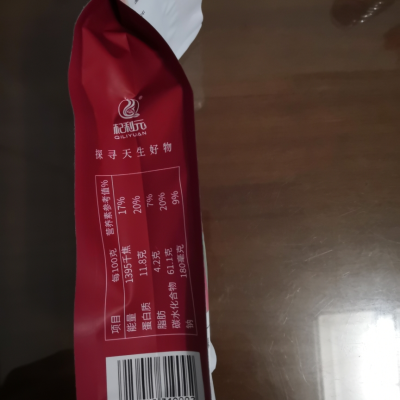 杞利元
QILIYUAN
探寻天生好物
项目 每100克 营养素参考值%
能量 1395千焦 17%
蛋白质 11.8克 20%
脂肪 4.2克 7%
碳水化合物 61.1克 20%
钠 180毫克 9%